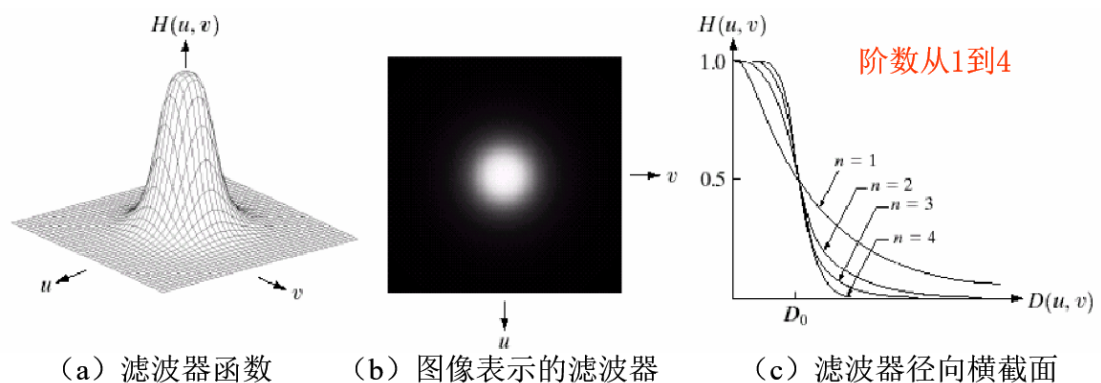 H(u, v)
u
v
(a) 滤波器函数
v
u
(b) 图像表示的滤波器
H(u, v)
阶数从1到4
1.0
0.5
n = 1
n = 2
n = 3
n = 4
D₀
D(u, v)
(c) 滤波器径向横截面